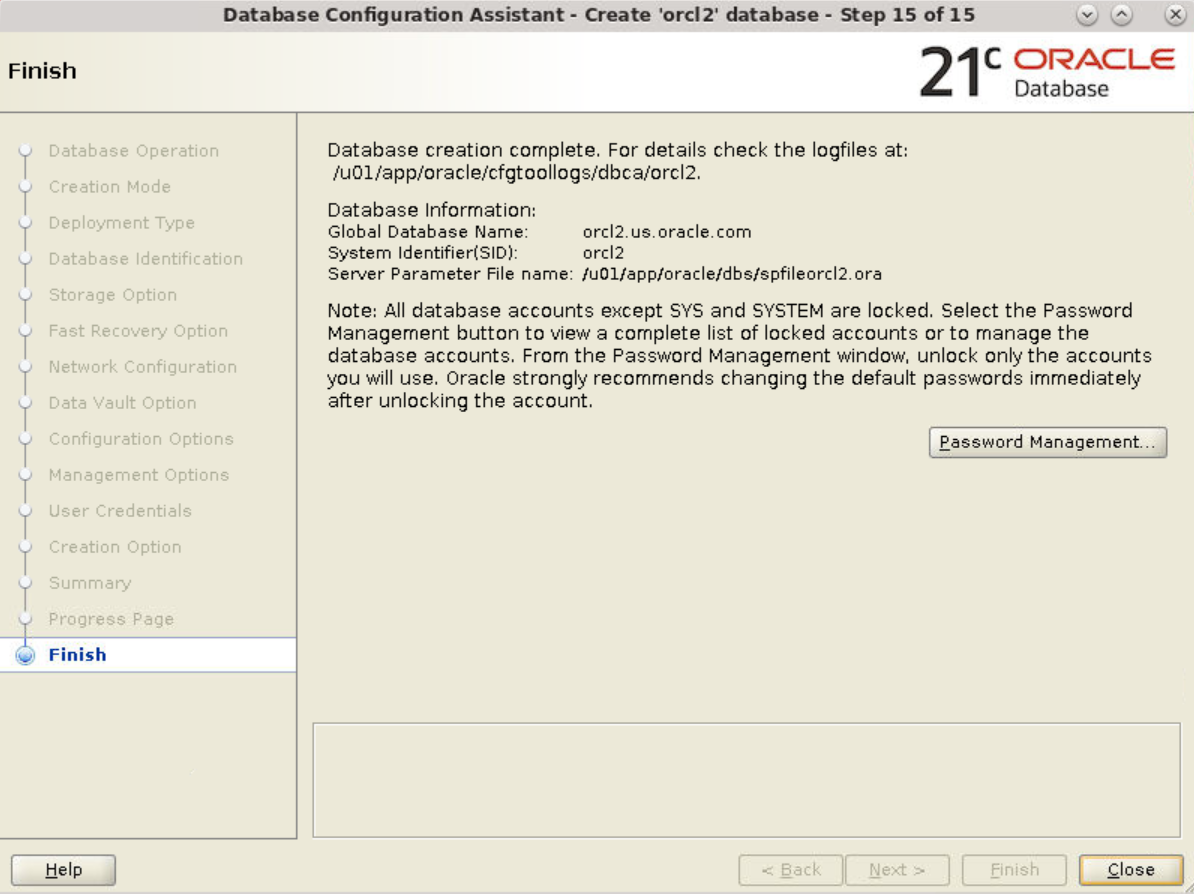 Database Configuration Assistant - Create 'orcl2' database - Step 15 of 15
Finish
21c ORACLE
Database
Database Operation
Creation Mode
Deployment Type
Database Identification
Storage Option
Fast Recovery Option
Network Configuration
Data Vault Option
Configuration Options
Management Options
User Credentials
Creation Option
Summary
Progress Page
Finish
Database creation complete. For details check the logfiles at:
/u01/app/oracle/cfgtoollogs/dbca/orcl2.
Database Information:
Global Database Name: orcl2.us.oracle.com
System Identifier(SID): orcl2
Server Parameter File name: /u01/app/oracle/dbs/spfileorcl2.ora
Note: All database accounts except SYS and SYSTEM are locked. Select the Password
Management button to view a complete list of locked accounts or to manage the
database accounts. From the Password Management window, unlock only the accounts
you will use. Oracle strongly recommends changing the default passwords immediately
after unlocking the account.
Password Management...
Help
< Back
Next >
Finish
Close